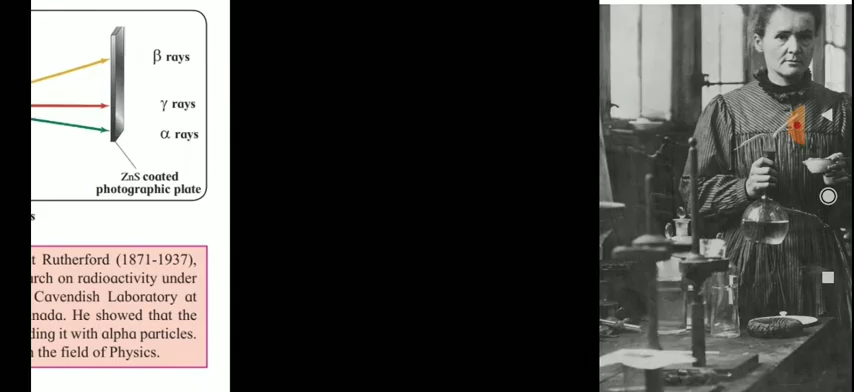 β rays
γ rays
α rays
ZnS coated
photographic plate
s
t Rutherford (1871-1937),
rch on radioactivity under
Cavendish Laboratory at
nada. He showed that the
ding it with alpha particles.
n the field of Physics.